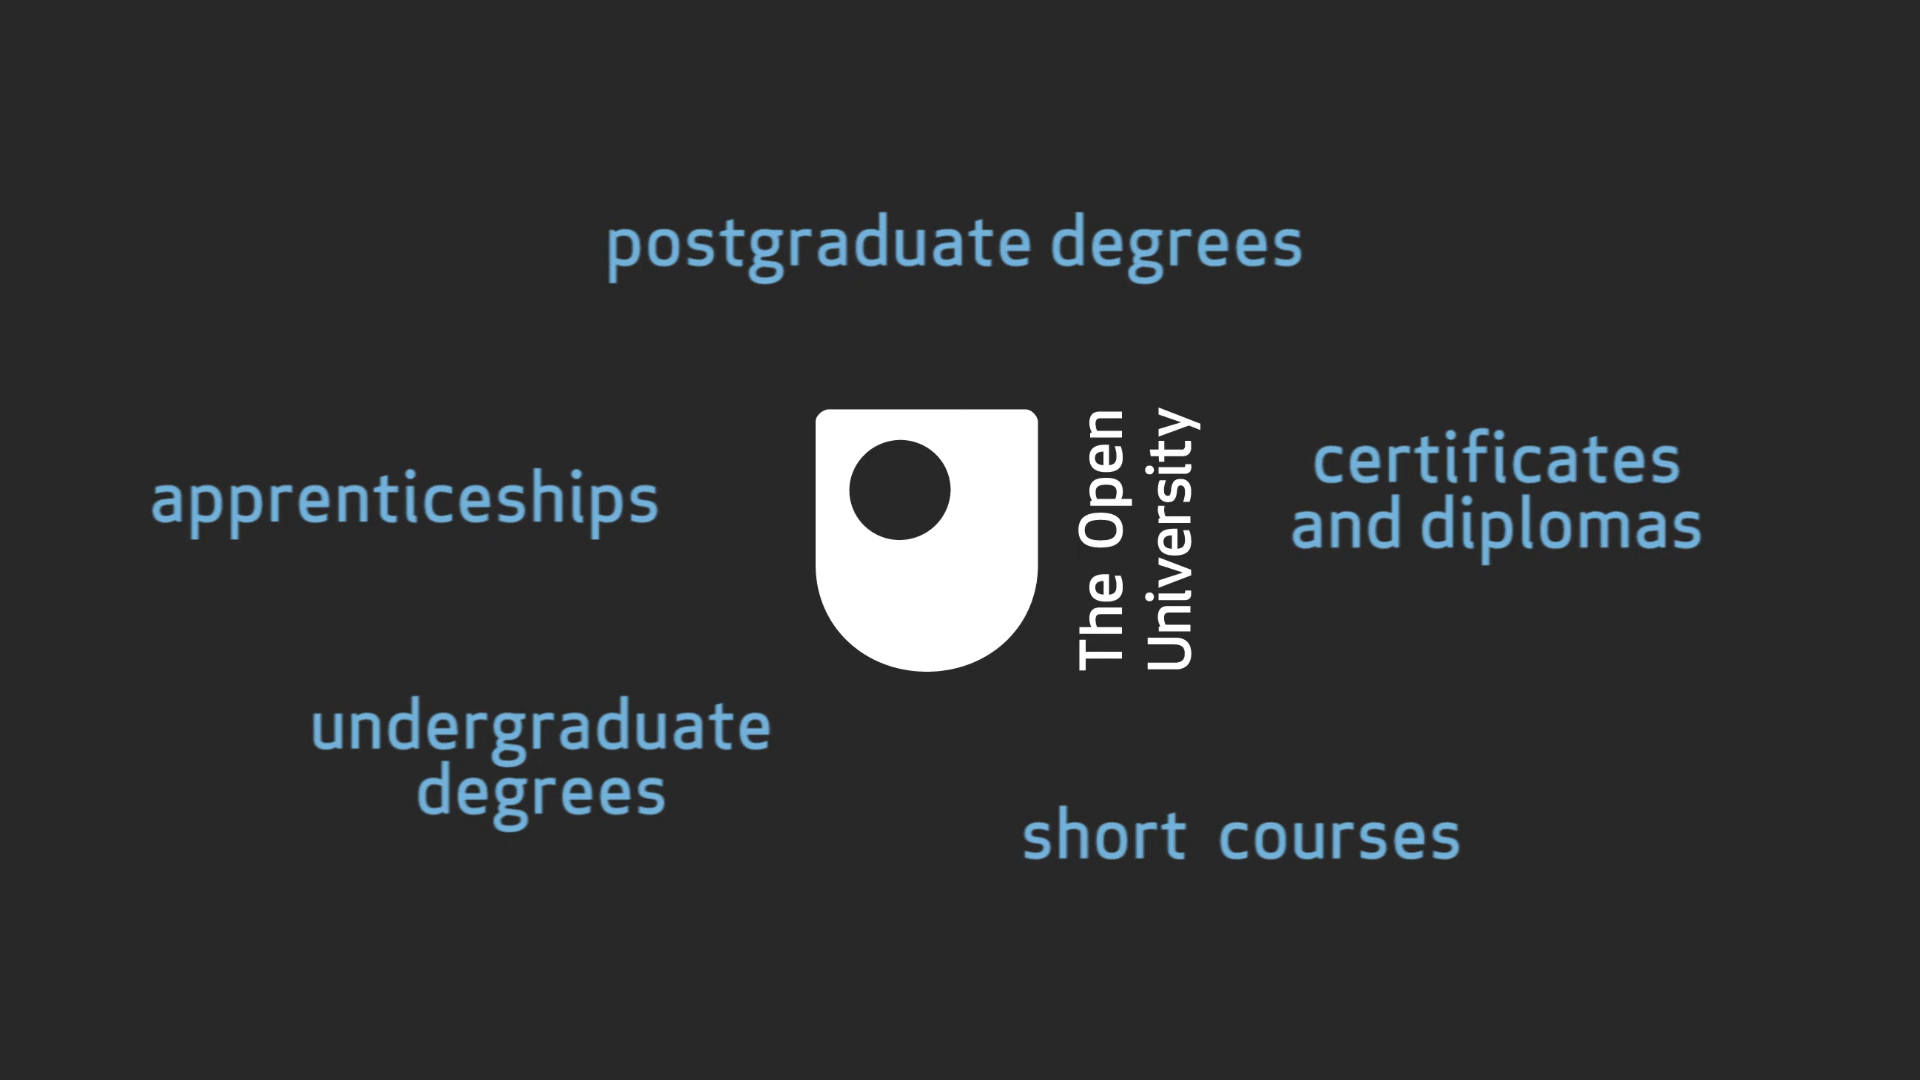 postgraduate degrees
apprenticeships
The Open
University
certificates
and diplomas
undergraduate
degrees
short courses